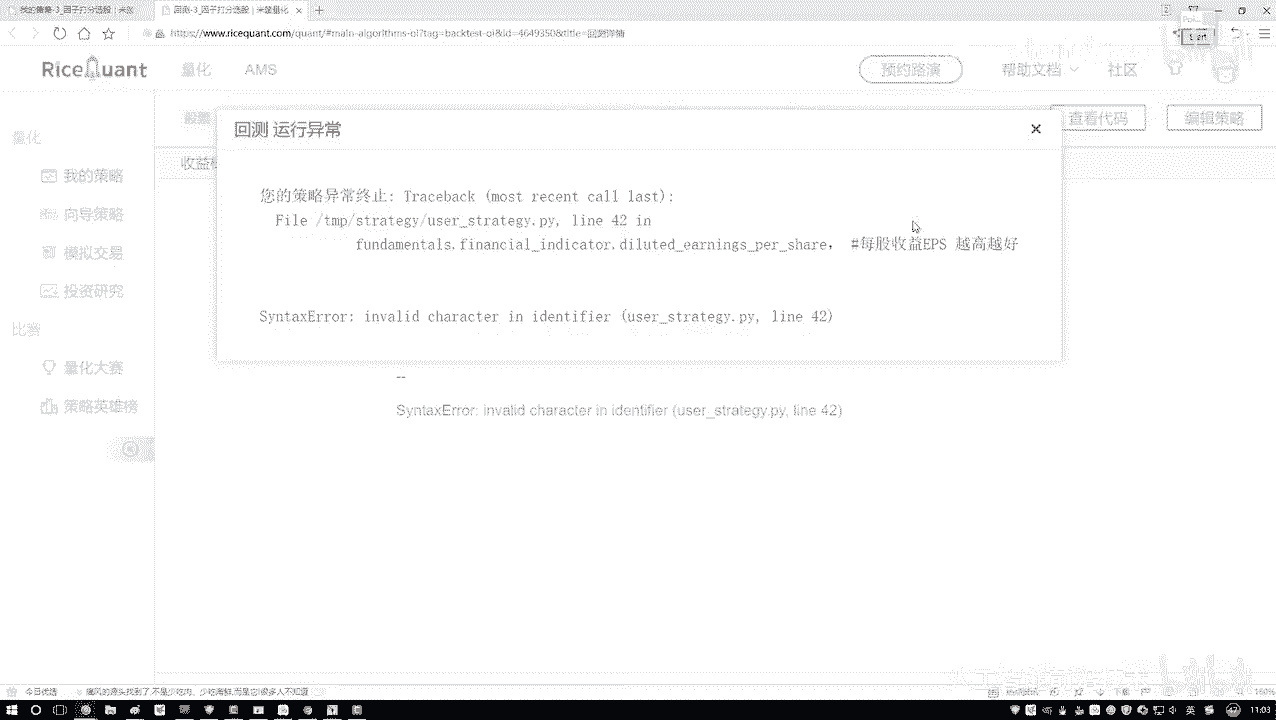 我的策略-3_因子打分选股 | 米筐
回测-3_因子打分选股 | 米筐量化
https://www.ricequant.com/quant/#main-algorithms-ol?tag=backtest-ol&id=4649350&title=回测详情
RiceQuant 量化 AMS 预约路演 帮助文档 社区
量化
查看代码 编辑策略
回测 运行异常
收益
我的策略
向导策略
模拟交易
投资研究
比赛
量化大赛
策略英雄榜
您的策略异常终止: Traceback (most recent call last):
File /tmp/strategy/user_strategy.py, line 42 in
fundamentals.financial_indicator.diluted_earnings_per_share， #每股收益EPS 越高越好
SyntaxError: invalid character in identifier (user_strategy.py, line 42)
--
SyntaxError: invalid character in identifier (user_strategy.py, line 42)
今日优选
11:03